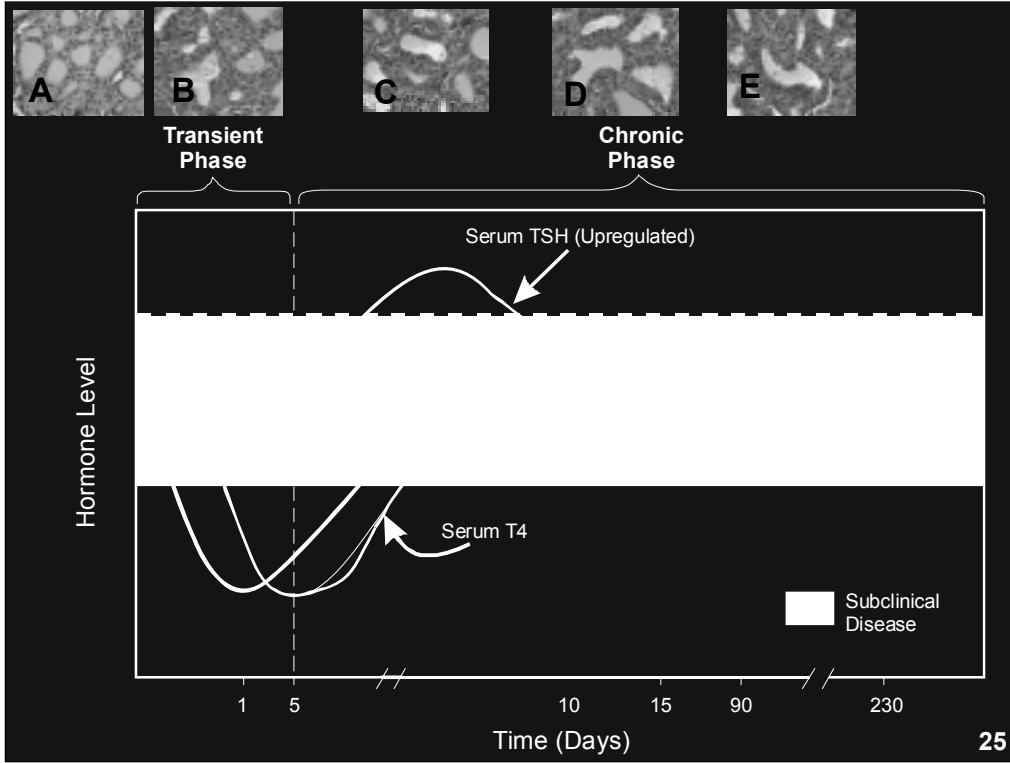 A B C D E
Transient
Phase
Chronic
Phase
Serum TSH (Upregulated)
Hormone Level
Serum T4
Subclinical
Disease
1 5 10 15 90 230
Time (Days)
25